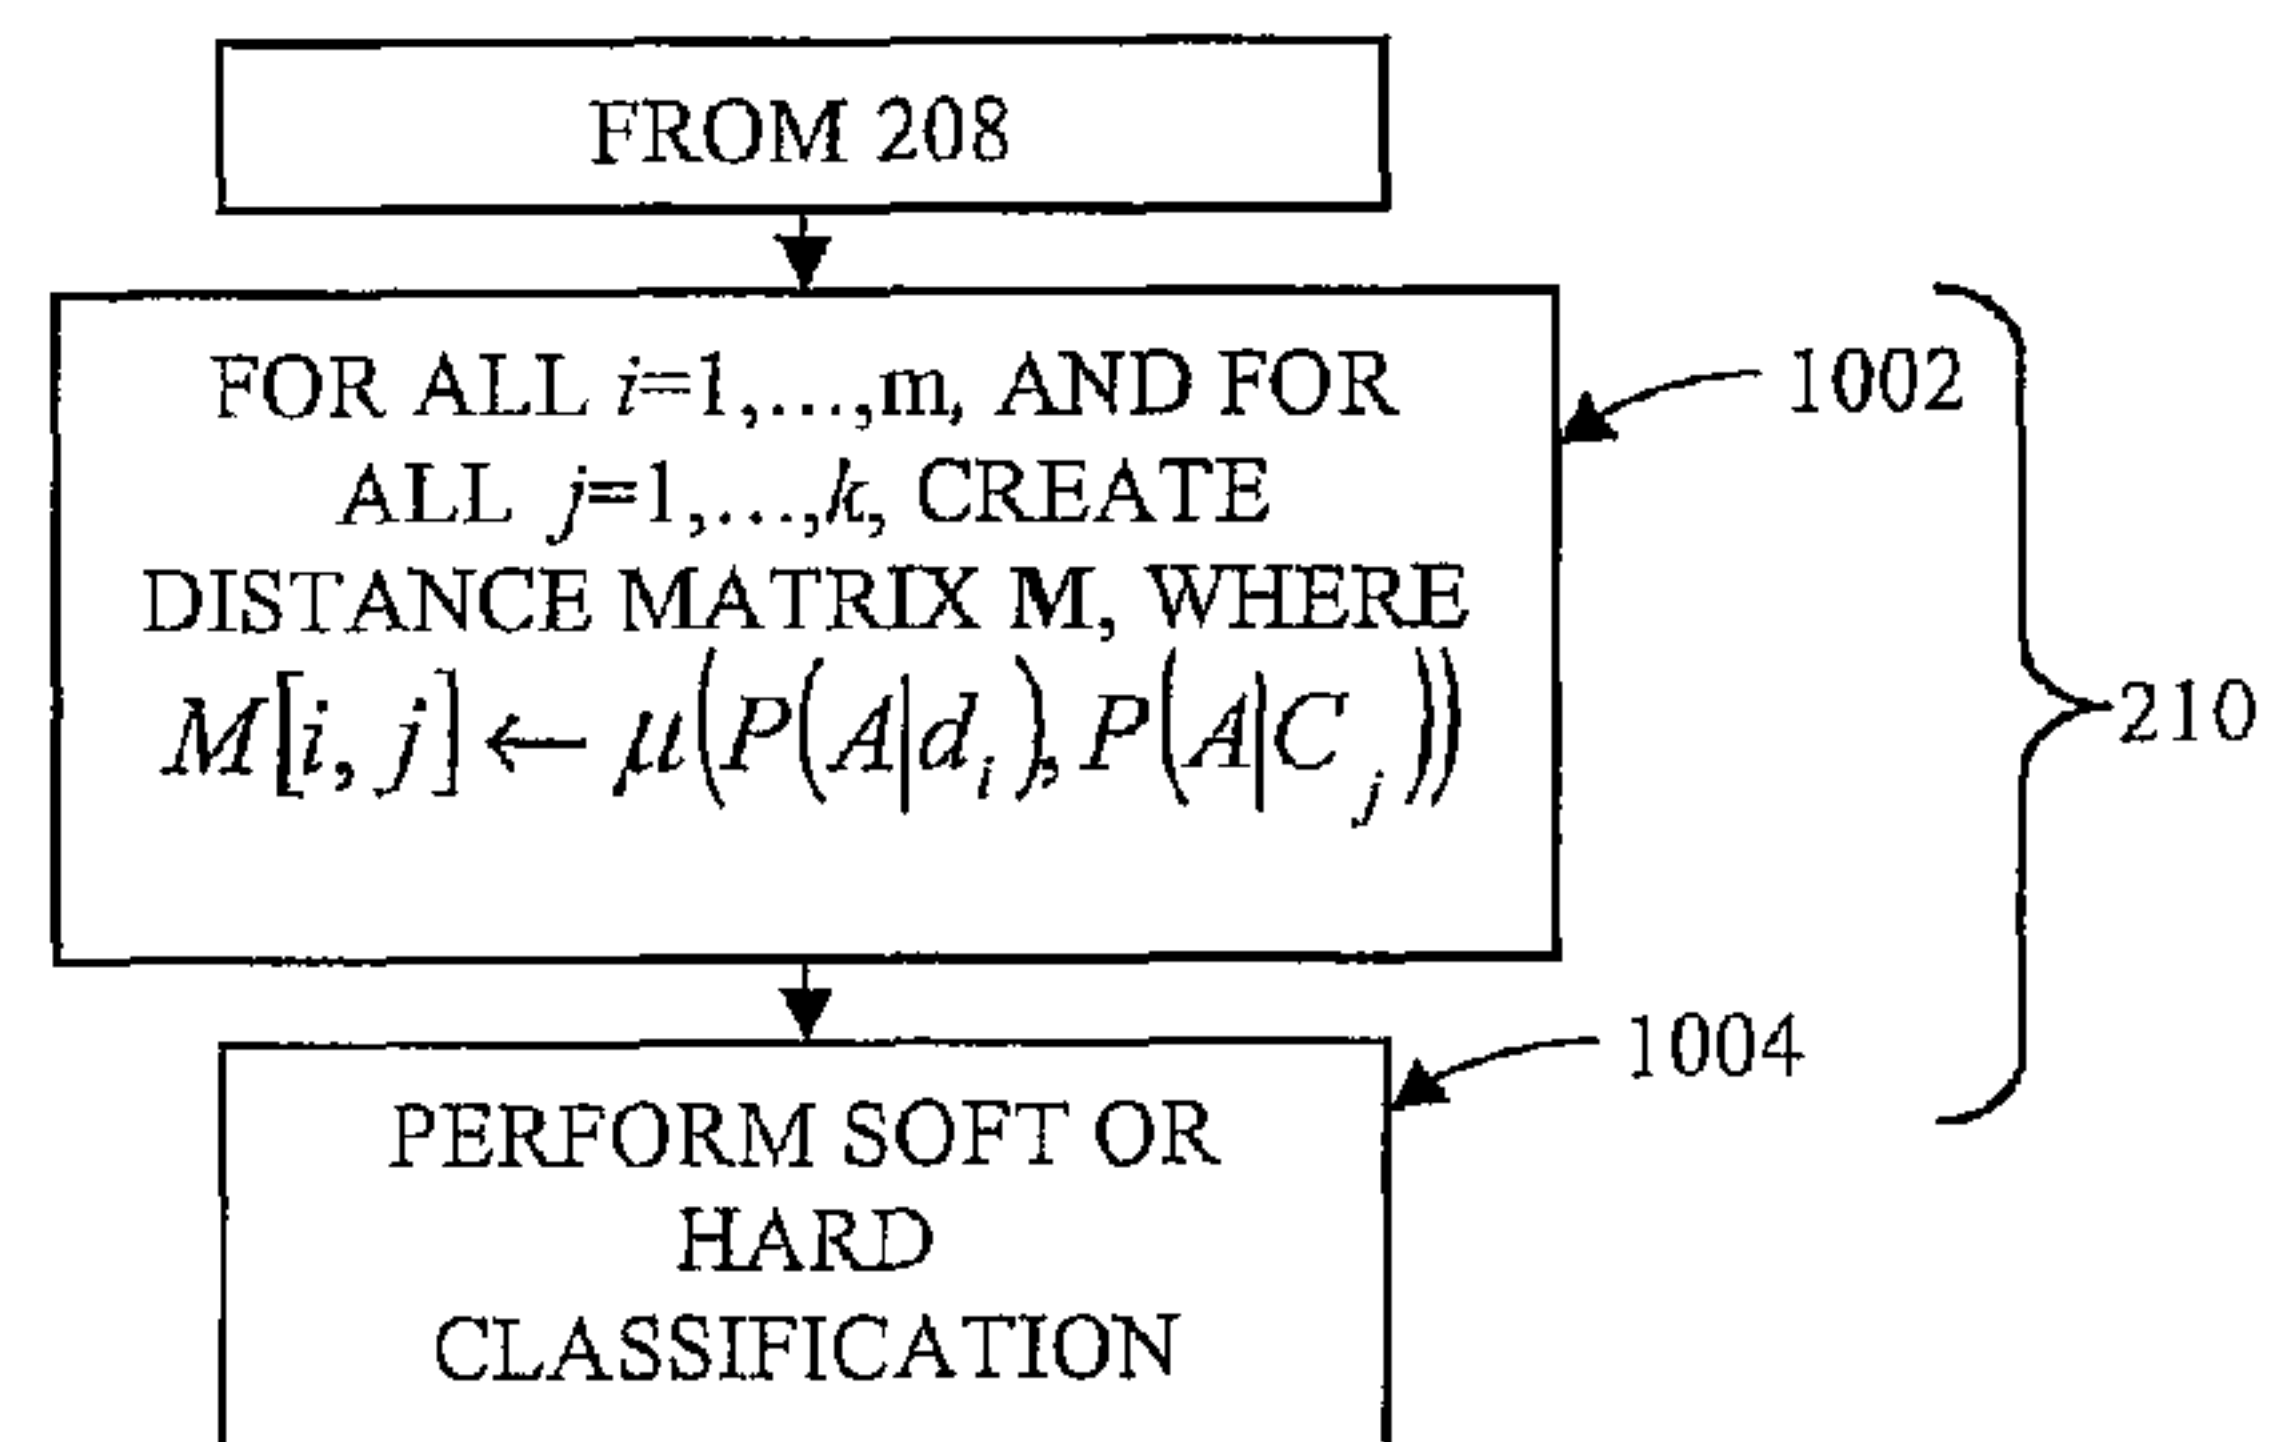 FROM 208
FOR ALL i=1,...,m, AND FOR
ALL j=1,...,k, CREATE
DISTANCE MATRIX M, WHERE
M[i, j] ← μ(P(A|d_i), P(A|C_j))
1002
210
1004
PERFORM SOFT OR
HARD
CLASSIFICATION